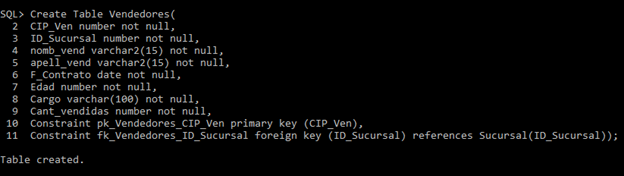 SQL> Create Table Vendedores(
  2  CIP_Ven number not null,
  3  ID_Sucursal number not null,
  4  nomb_vend varchar2(15) not null,
  5  apell_vend varchar2(15) not null,
  6  F_Contrato date not null,
  7  Edad number not null,
  8  Cargo varchar(100) not null,
  9  Cant_vendidas number not null,
 10  Constraint pk_Vendedores_CIP_Ven primary key (CIP_Ven),
 11  Constraint fk_Vendedores_ID_Sucursal foreign key (ID_Sucursal) references Sucursal(ID_Sucursal));
Table created.